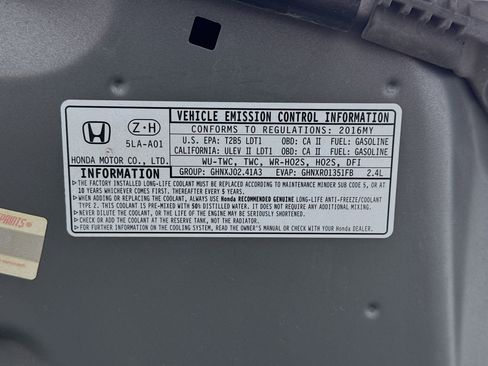 VEHICLE EMISSION CONTROL INFORMATION
CONFORMS TO REGULATIONS: 2016MY
Z-H
5LA-A01
HONDA MOTOR CO., LTD.
U.S. EPA: T2B5 LDT1 OBD: CA II FUEL: GASOLINE
CALIFORNIA: ULEV II LDT1 OBD: CA II FUEL: GASOLINE
WU-TWC, TWC, WR-HO2S, HO2S, DFI
INFORMATION
GROUP: GHNXJ02.41A3 EVAP: GHNXR01351FB 2.4L
▶THE FACTORY INSTALLED LONG-LIFE COOLANT MUST BE REPLACED ACCORDING TO MAINTENANCE MINDER SUB CODE 5, OR AT
10 YEARS WHICHEVER COMES FIRST. THEREAFTER EVERY 5 YEARS.
▶WHEN ADDING OR REPLACING THE COOLANT, ALWAYS USE Honda RECOMMENDED GENUINE LONG-LIFE ANTI-FREEZE/COOLANT
TYPE 2. THIS COOLANT IS PRE-MIXED WITH 50% DISTILLED WATER. IT DOES NOT REQUIRE ANY ADDITIONAL MIXING.
▶NEVER USE UNDILUTED COOLANT, OR THE LIFE OF THE ENGINE MAY BE SERIOUSLY SHORTENED.
▶CHECK OR ADD THE COOLANT AT THE RESERVE TANK, NOT THE RADIATOR.
▶FOR FURTHER INFORMATION ON THE COOLING SYSTEM, READ THE OWNER'S MANUAL OR CHECK WITH YOUR Honda DEALER.